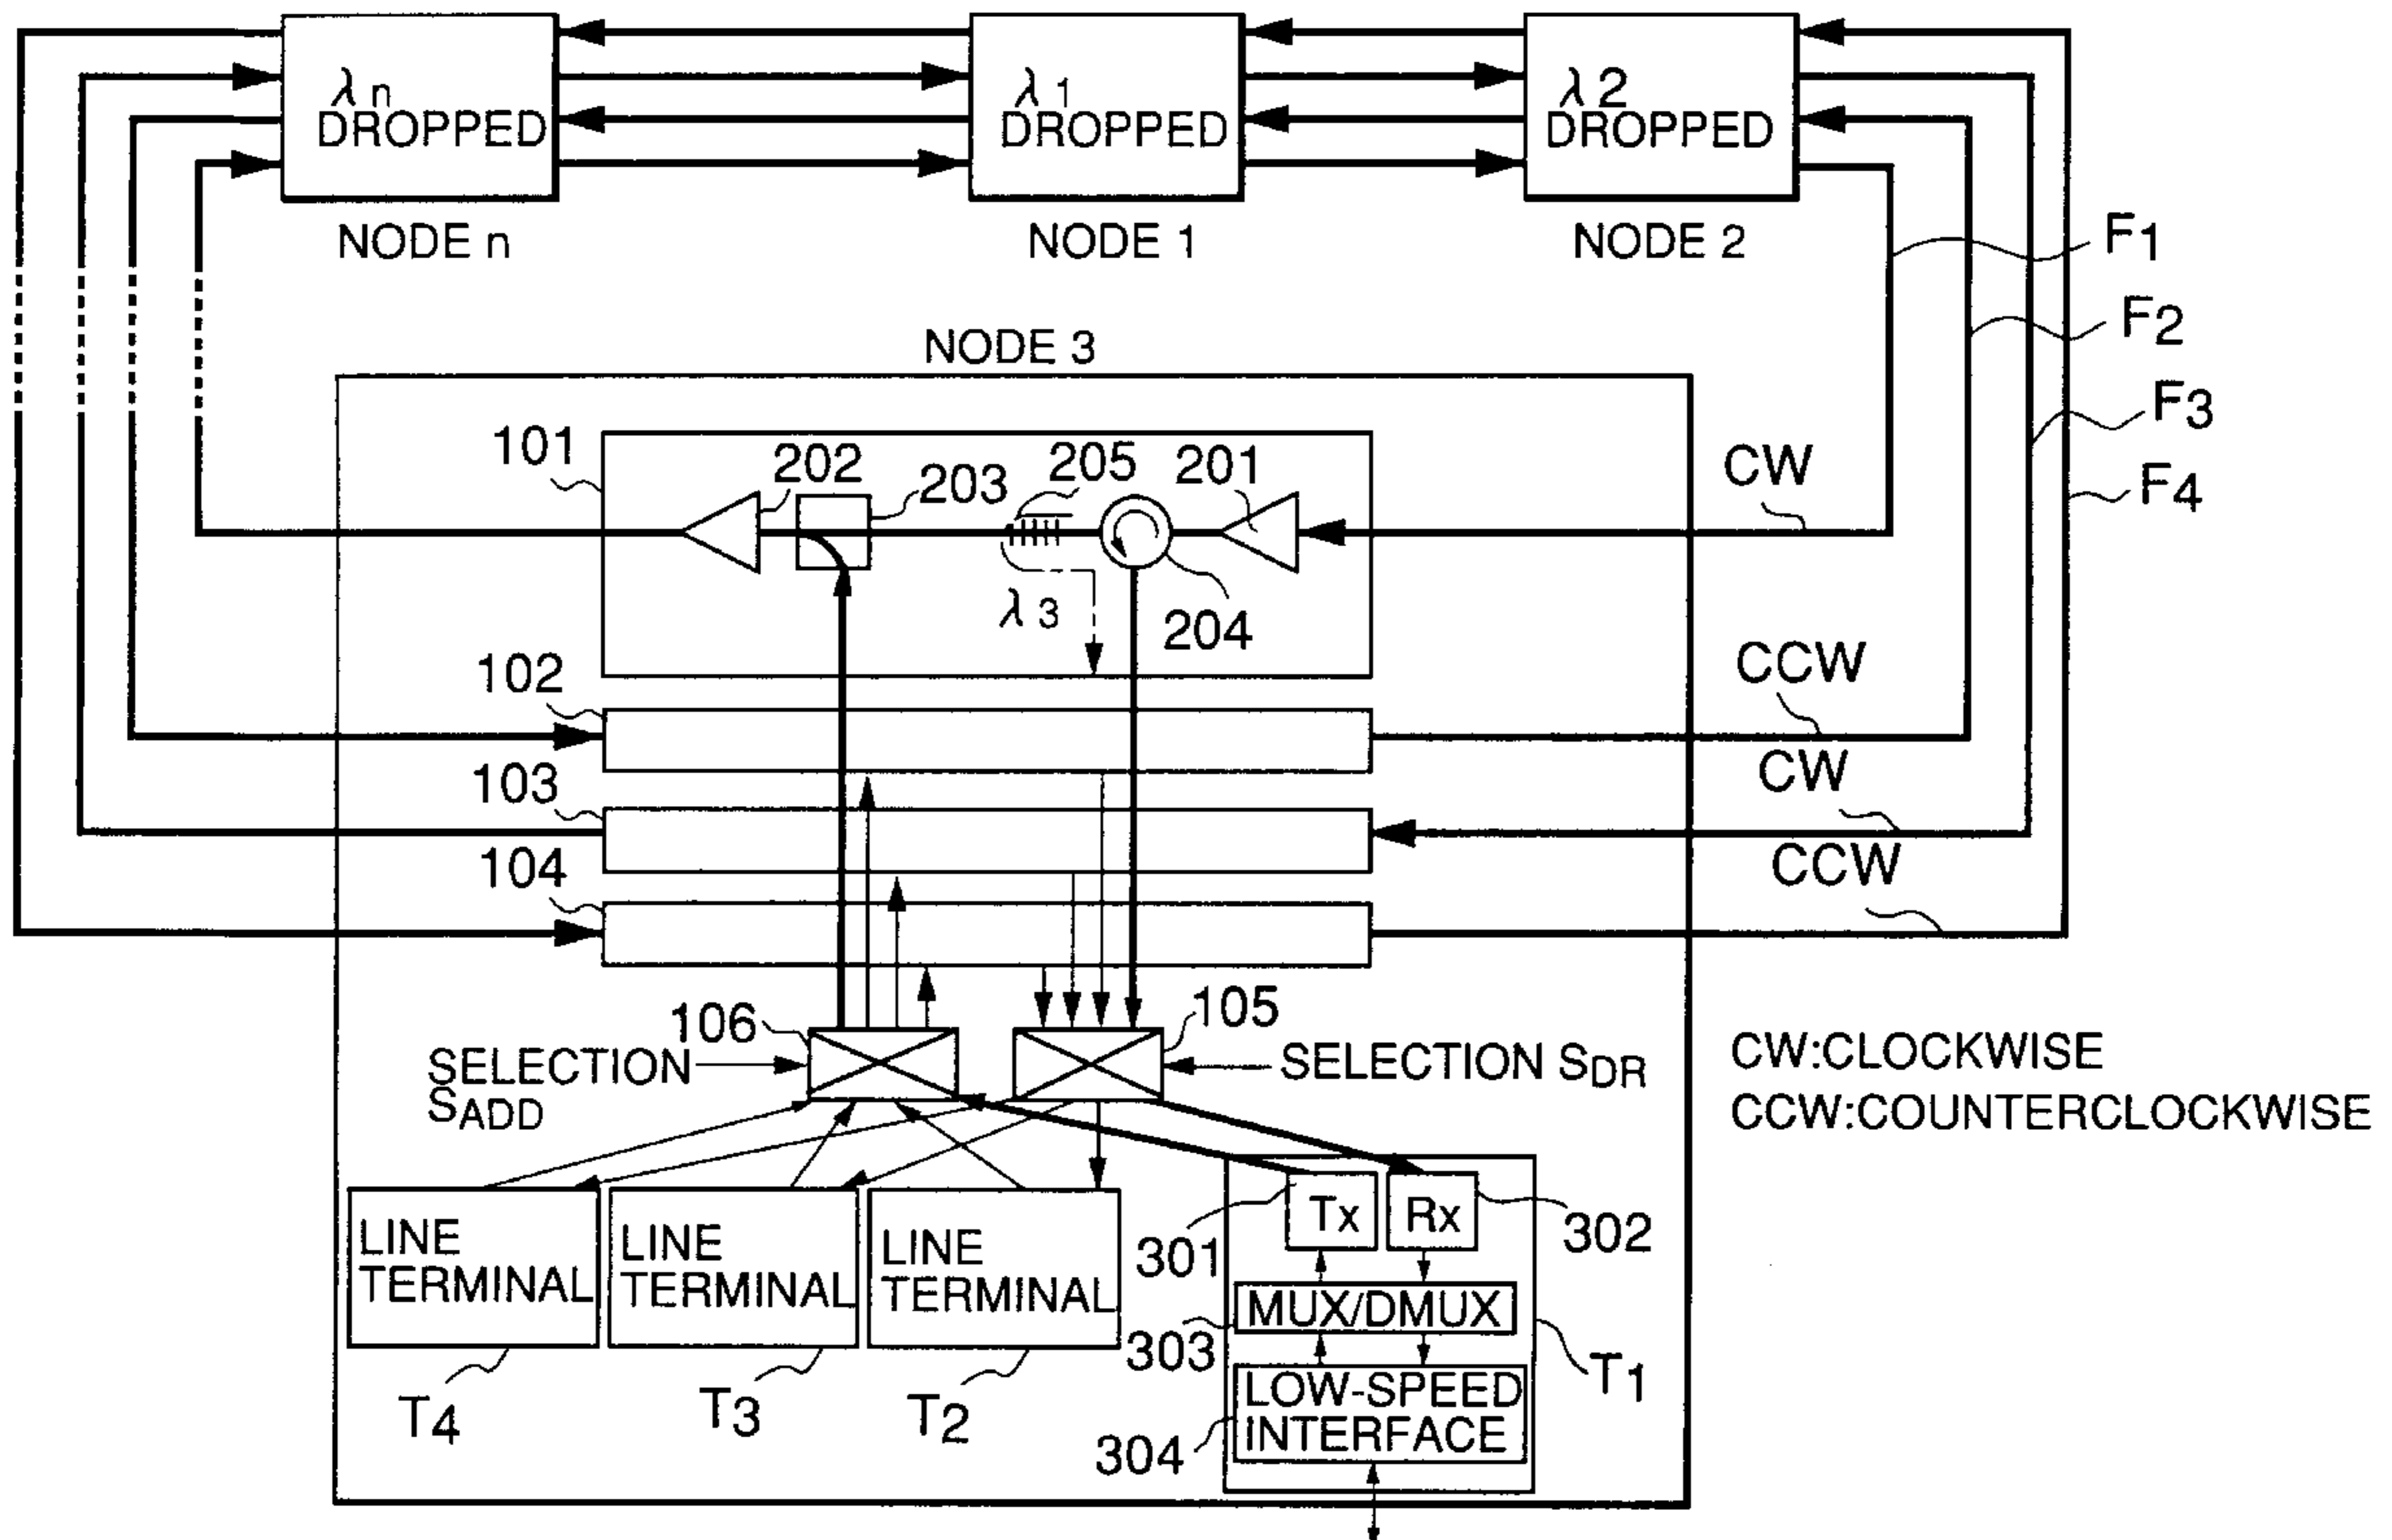 λn
DROPPED
λ1
DROPPED
λ2
DROPPED
NODE n
NODE 1
NODE 2
F1
F2
F3
F4
NODE 3
101
202
203
205
201
CW
λ3
204
102
CCW
103
CW
104
CCW
106
105
SELECTION
SADD
SELECTION SDR
CW:CLOCKWISE
CCW:COUNTERCLOCKWISE
LINE
TERMINAL
LINE
TERMINAL
LINE
TERMINAL
301
Tx
Rx
302
MUX/DMUX
303
LOW-SPEED
INTERFACE
304
T1
T4
T3
T2